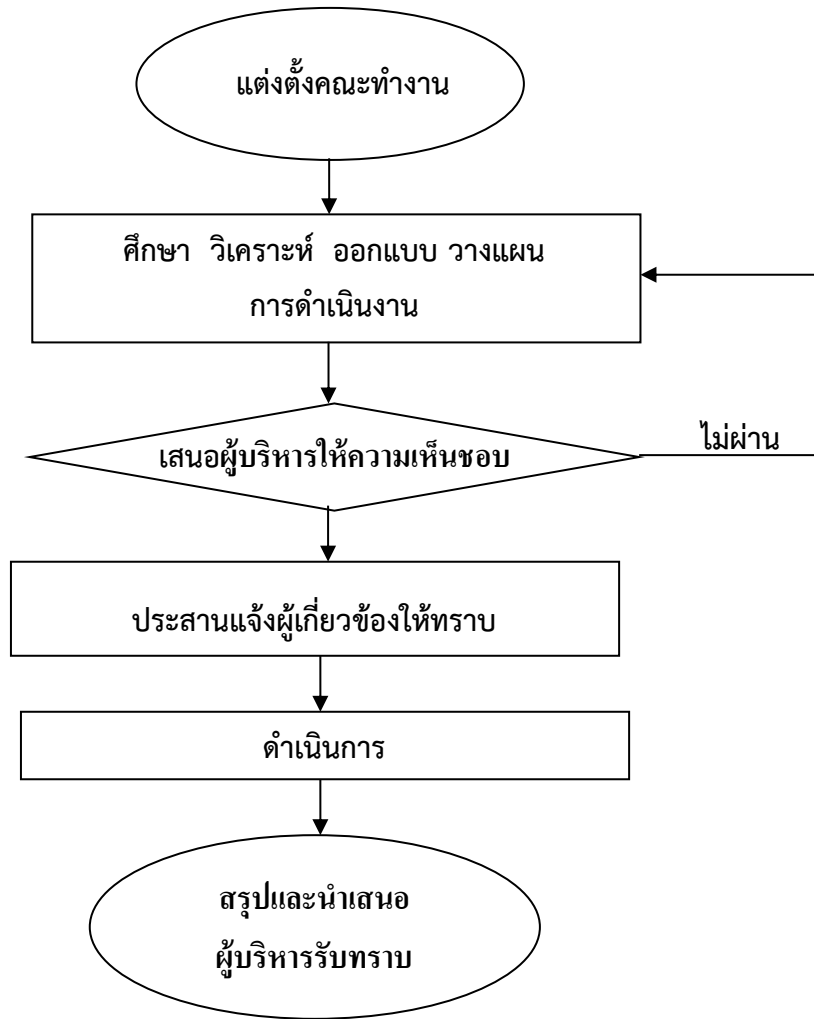 แต่งตั้งคณะทำงาน
ศึกษา วิเคราะห์ ออกแบบ วางแผน
การดำเนินงาน
เสนอผู้บริหารให้ความเห็นชอบ
ไม่ผ่าน
ประสานแจ้งผู้เกี่ยวข้องให้ทราบ
ดำเนินการ
สรุปและนำเสนอ
ผู้บริหารรับทราบ